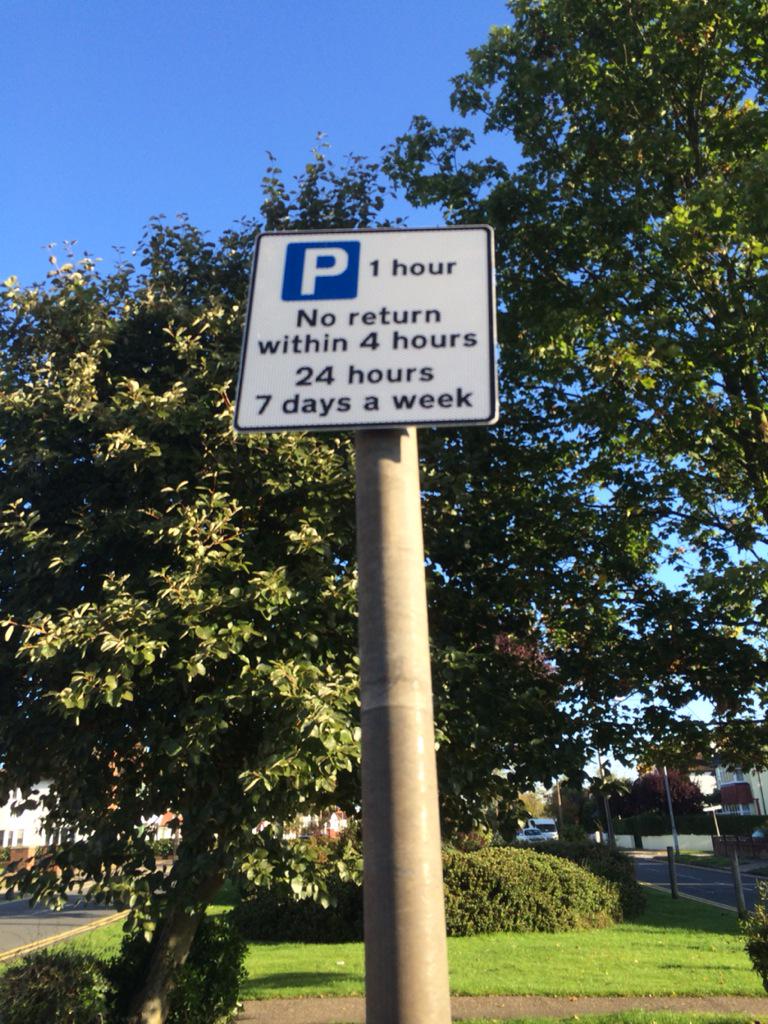 P 1 hour
No return
within 4 hours
24 hours
7 days a week